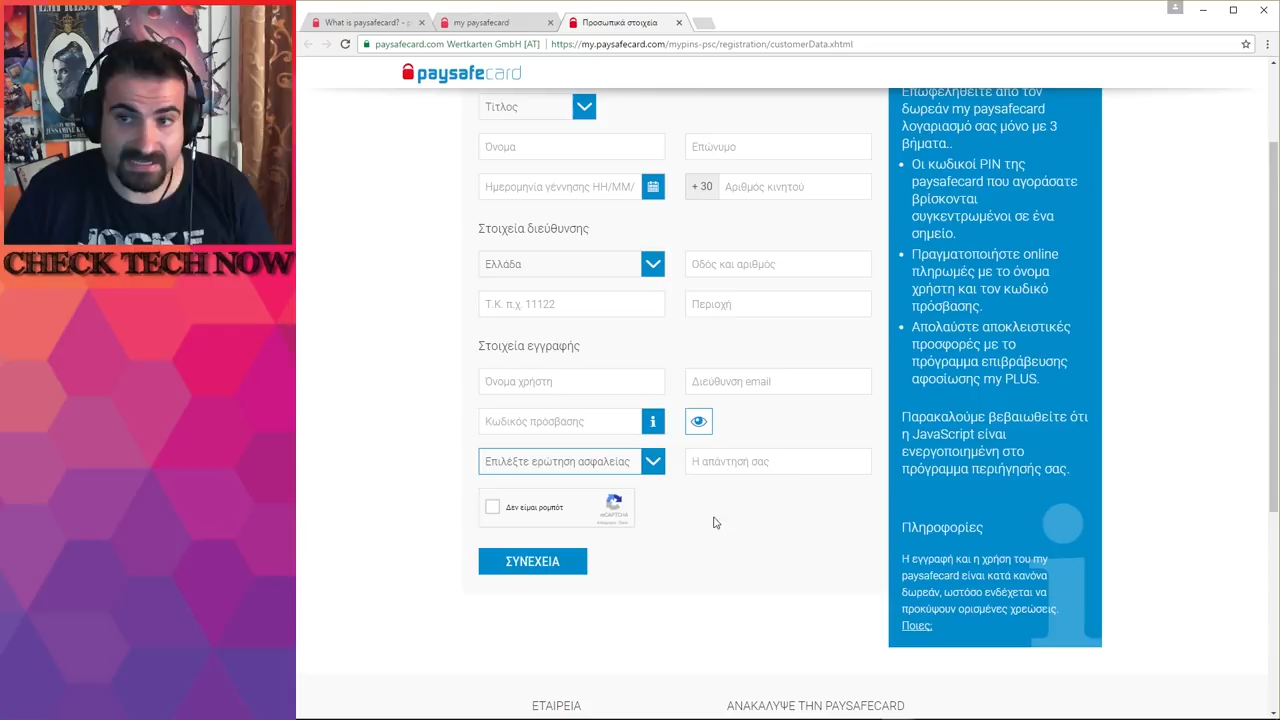 What is paysafecard? - p
my paysafecard
Προσωπικά στοιχεία
paysafecard.com Wertkarten GmbH [AT]
https://my.paysafecard.com/mypins-psc/registration/customerData.xhtml
paysafecard
Τίτλος
Όνομα
Επώνυμο
Ημερομηνία γέννησης ΗΗ/ΜΜ/
+ 30
Αριθμός κινητού
Στοιχεία διεύθυνσης
Ελλάδα
Οδός και αριθμός
Τ.Κ. π.χ. 11122
Περιοχή
Στοιχεία εγγραφής
Όνομα χρήστη
Διεύθυνση email
Κωδικός πρόσβασης
Επιλέξτε ερώτηση ασφαλείας
Η απάντησή σας
Δεν είμαι ρομπότ
reCAPTCHA
ΣΥΝΈΧΕΙΑ
Επωφεληθείτε από τον
δωρεάν my paysafecard
λογαριασμό σας μόνο με 3
βήματα..
Οι κωδικοί PIN της
paysafecard που αγοράσατε
βρίσκονται
συγκεντρωμένοι σε ένα
σημείο.
Πραγματοποιήστε online
πληρωμές με το όνομα
χρήστη και τον κωδικό
πρόσβασης.
Απολαύστε αποκλειστικές
προσφορές με το
πρόγραμμα επιβράβευσης
αφοσίωσης my PLUS.
Παρακαλούμε βεβαιωθείτε ότι
η JavaScript είναι
ενεργοποιημένη στο
πρόγραμμα περιήγησής σας.
Πληροφορίες
Η εγγραφή και η χρήση του my
paysafecard είναι κατά κανόνα
δωρεάν, ωστόσο ενδέχεται να
προκύψουν ορισμένες χρεώσεις.
Ποιες;
ΕΤΑΙΡΕΙΑ
ΑΝΑΚΑΛΥΨΕ ΤΗΝ PAYSAFECARD
CHECK TECH NOW